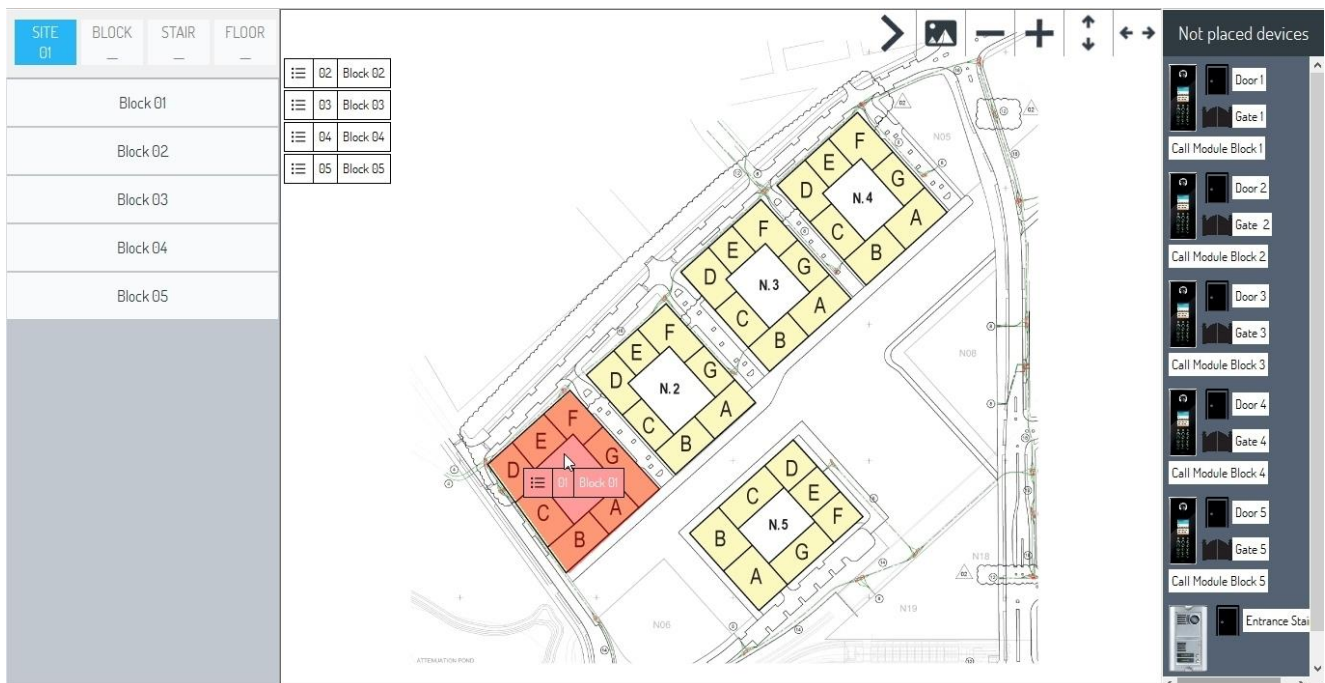 SITE
01
BLOCK
—
STAIR
—
FLOOR
—
Block 01
Block 02
Block 03
Block 04
Block 05
02 Block 02
03 Block 03
04 Block 04
05 Block 05
01 Block 01
F
E
G
D
N. 4
A
C
B
F
E
G
D
N. 3
A
C
B
F
E
G
D
N. 2
A
C
B
F
E
G
D
C
A
B
D
C
E
F
B
N. 5
G
A
N05
N08
N18
N19
N06
02
02
02
ATTENUATION POND
Not placed devices
Door 1
Gate 1
Call Module Block 1
Door 2
Gate 2
Call Module Block 2
Door 3
Gate 3
Call Module Block 3
Door 4
Gate 4
Call Module Block 4
Door 5
Gate 5
Call Module Block 5
Entrance Stai